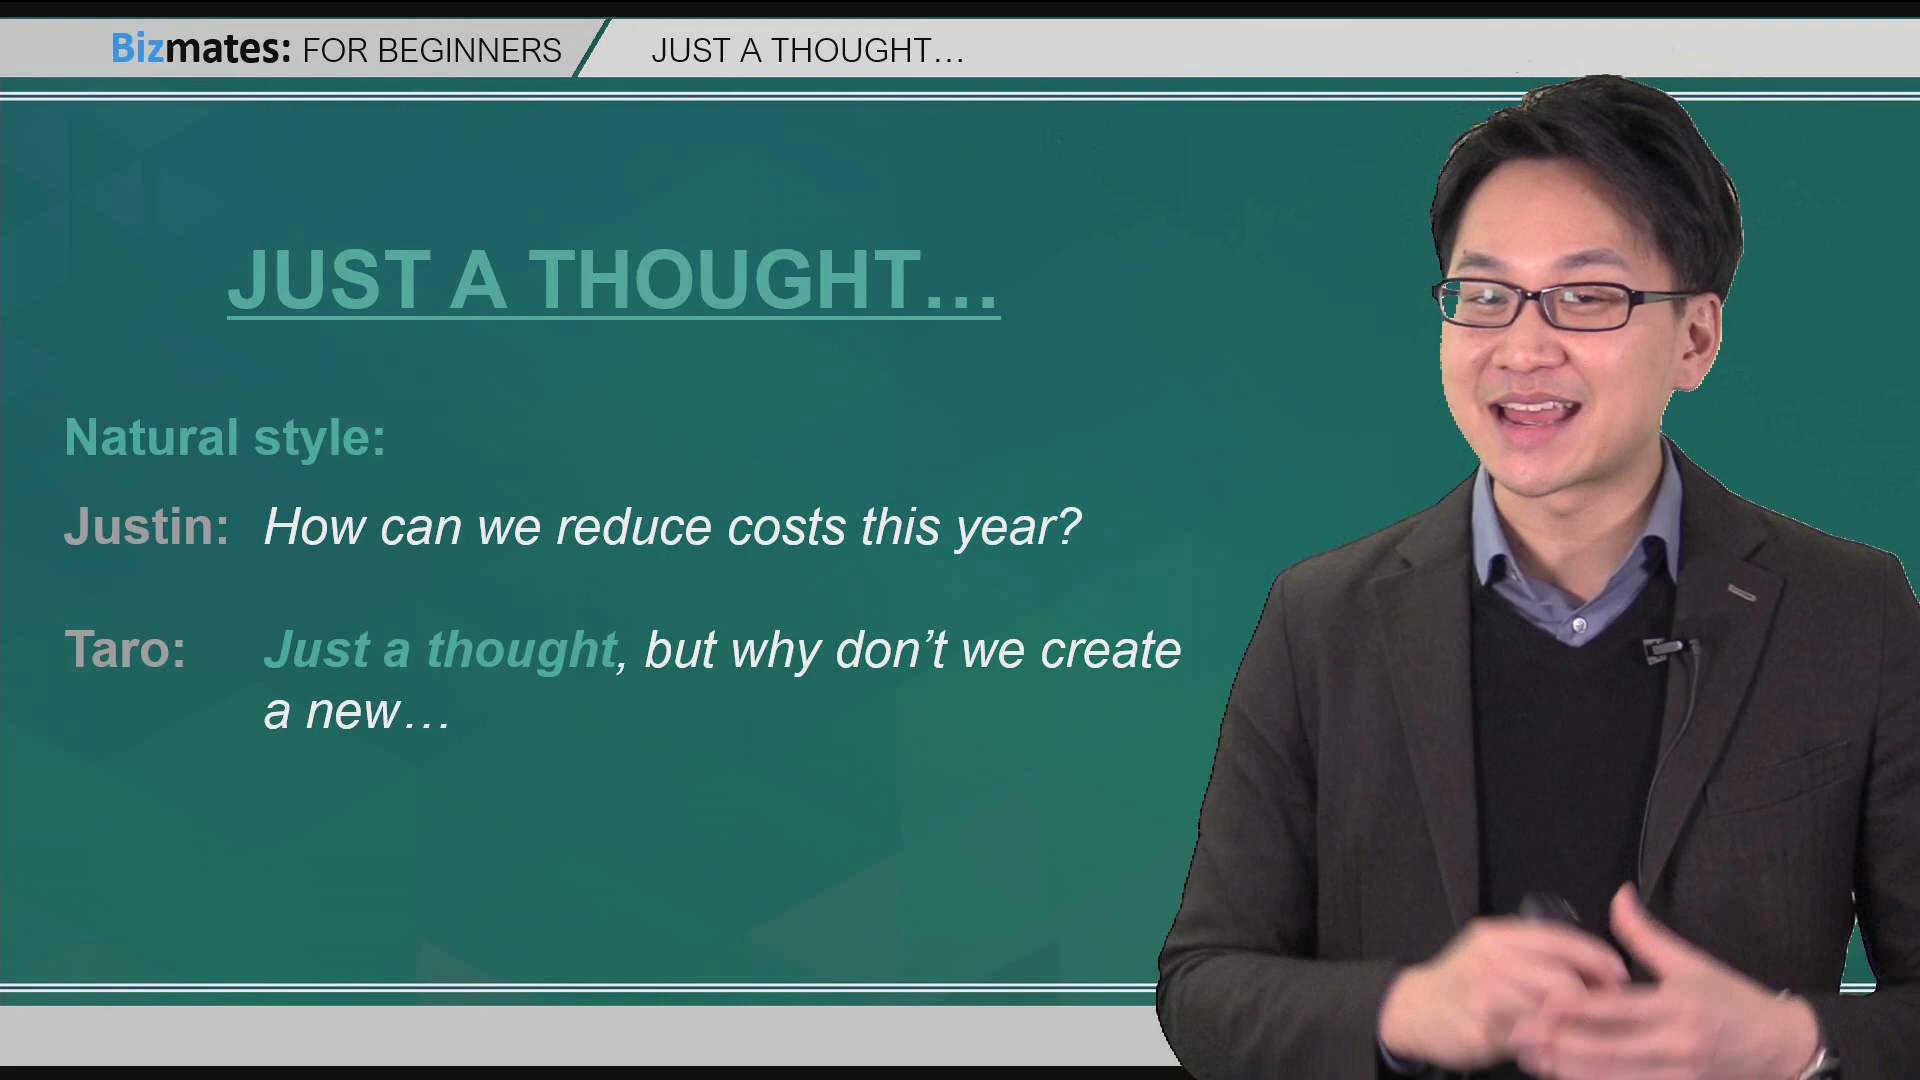 Bizmates: FOR BEGINNERS
JUST A THOUGHT…
JUST A THOUGHT…
Natural style:
Justin: How can we reduce costs this year?
Taro: Just a thought, but why don’t we create
a new…